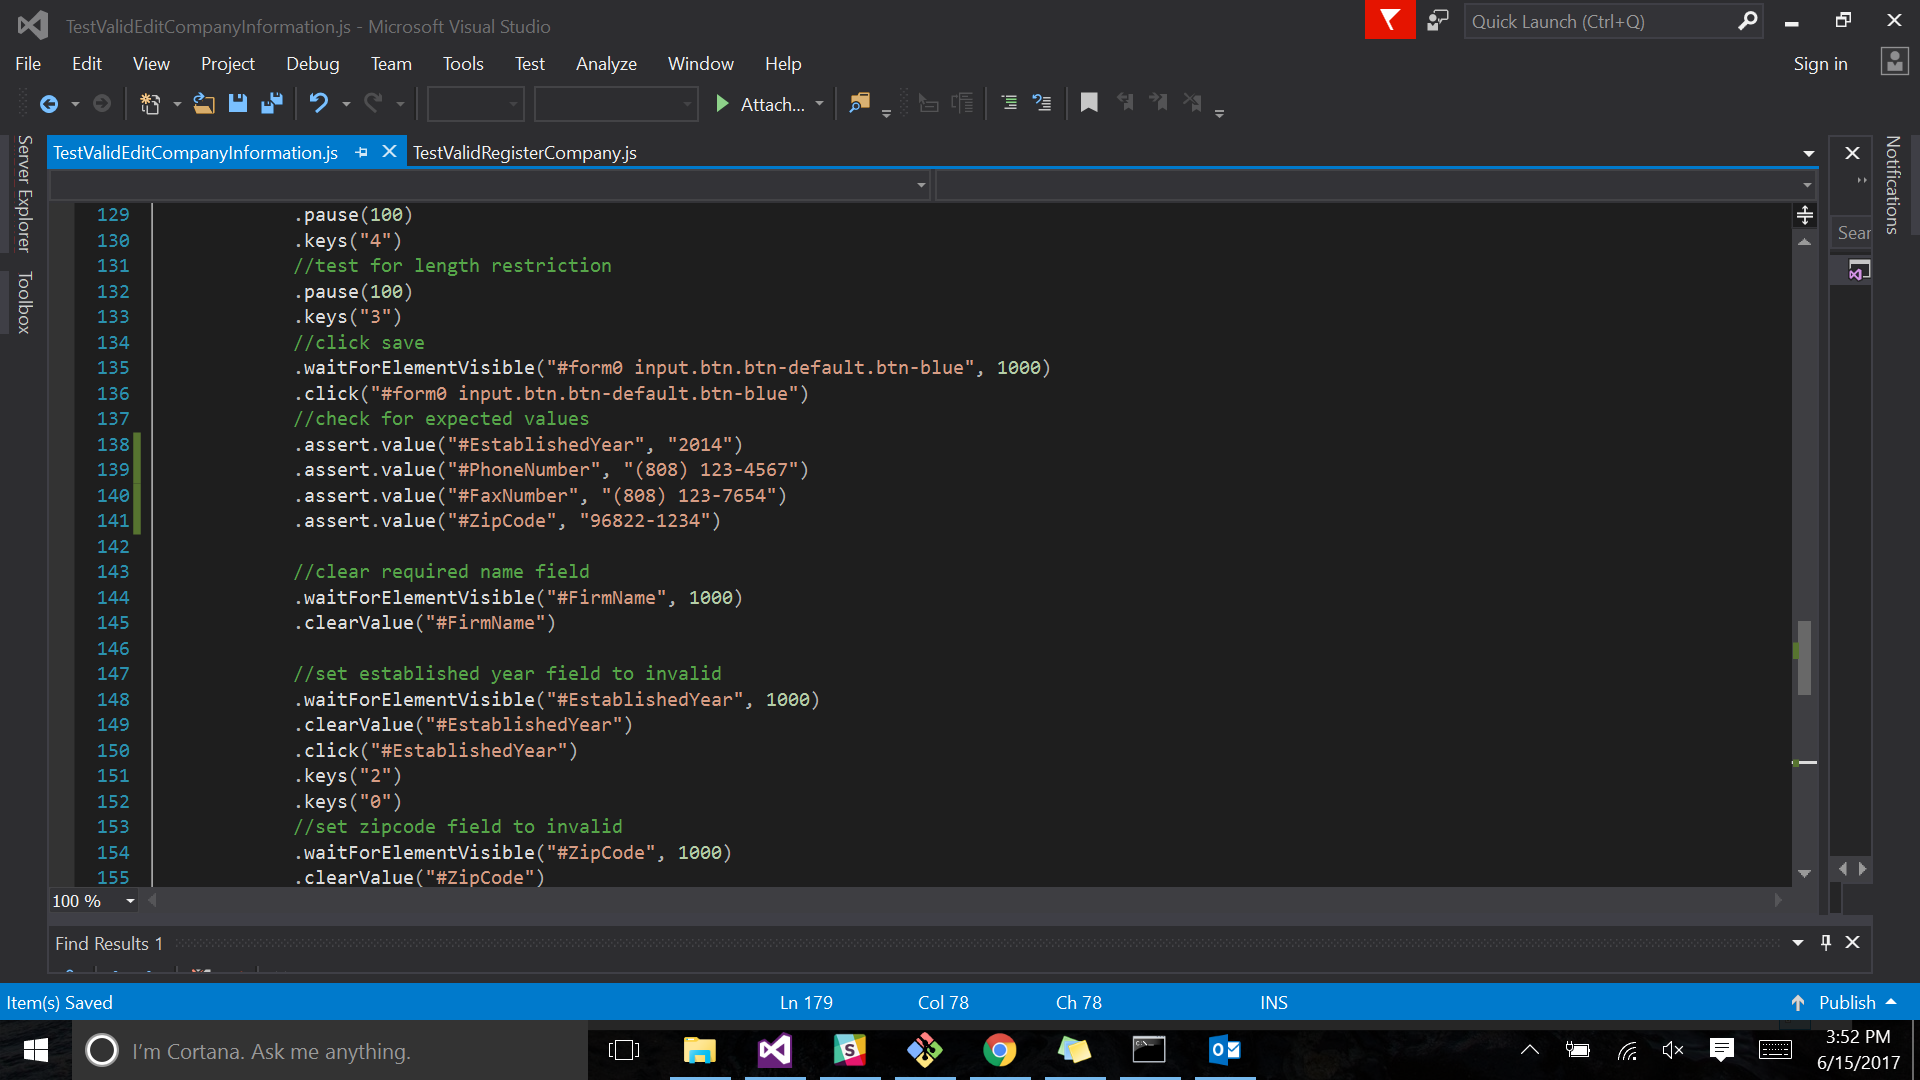 TestValidEditCompanyInformation.js - Microsoft Visual Studio
Quick Launch (Ctrl+Q)
File Edit View Project Debug Team Tools Test Analyze Window Help
Sign in
Attach...
Server Explorer
Toolbox
TestValidEditCompanyInformation.js
TestValidRegisterCompany.js
Notifications
Sear
129 .pause(100)
130 .keys("4")
131 //test for length restriction
132 .pause(100)
133 .keys("3")
134 //click save
135 .waitForElementVisible("#form0 input.btn.btn-default.btn-blue", 1000)
136 .click("#form0 input.btn.btn-default.btn-blue")
137 //check for expected values
138 .assert.value("#EstablishedYear", "2014")
139 .assert.value("#PhoneNumber", "(808) 123-4567")
140 .assert.value("#FaxNumber", "(808) 123-7654")
141 .assert.value("#ZipCode", "96822-1234")
142
143 //clear required name field
144 .waitForElementVisible("#FirmName", 1000)
145 .clearValue("#FirmName")
146
147 //set established year field to invalid
148 .waitForElementVisible("#EstablishedYear", 1000)
149 .clearValue("#EstablishedYear")
150 .click("#EstablishedYear")
151 .keys("2")
152 .keys("0")
153 //set zipcode field to invalid
154 .waitForElementVisible("#ZipCode", 1000)
155 .clearValue("#ZipCode")
100 %
Find Results 1
Item(s) Saved
Ln 179
Col 78
Ch 78
INS
Publish
I'm Cortana. Ask me anything.
3:52 PM
6/15/2017